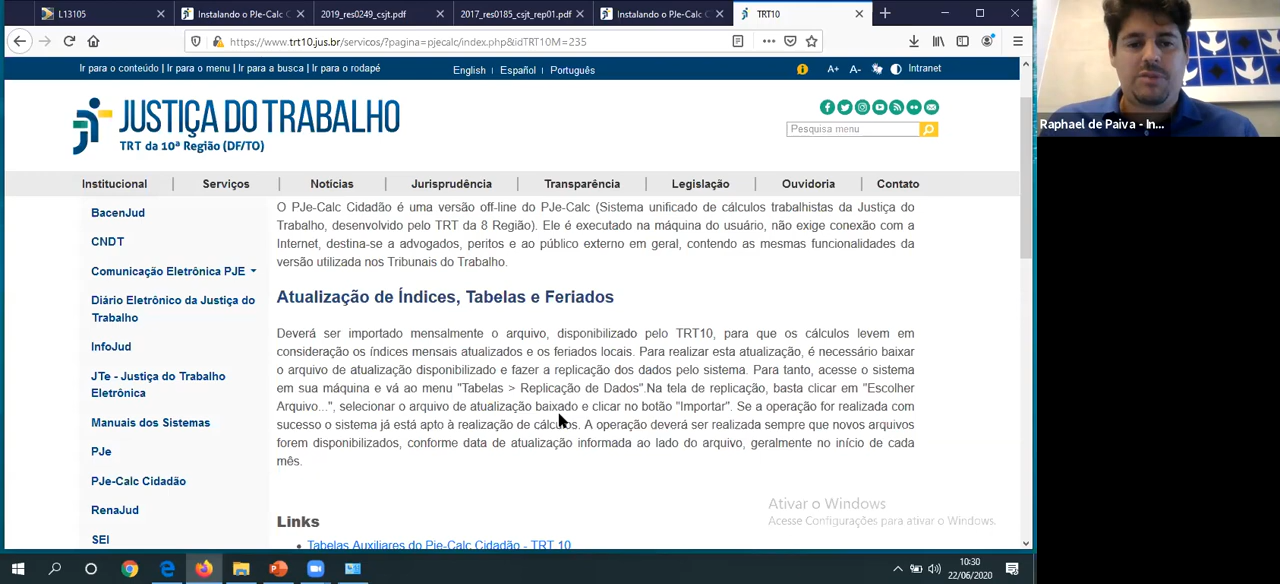 L13105
Instalando o PJe-Calc C
2019_res0249_csjt.pdf
2017_res0185_csjt_rep01.pdf
Instalando o PJe-Calc C
TRT10
https://www.trt10.jus.br/servicos/?pagina=pjecalc/index.php&idTRT10M=235
Ir para o conteúdo | Ir para o menu | Ir para a busca | Ir para o rodapé
English | Español | Português
A+ A- Intranet
JUSTIÇA DO TRABALHO
TRT da 10ª Região (DF/TO)
Pesquisa menu
Institucional | Serviços | Notícias | Jurisprudência | Transparência | Legislação | Ouvidoria | Contato
BacenJud
CNDT
Comunicação Eletrônica PJE
Diário Eletrônico da Justiça do
Trabalho
InfoJud
JTe - Justiça do Trabalho
Eletrônica
Manuais dos Sistemas
PJe
PJe-Calc Cidadão
RenaJud
SEI
O PJe-Calc Cidadão é uma versão off-line do PJe-Calc (Sistema unificado de cálculos trabalhistas da Justiça do
Trabalho, desenvolvido pelo TRT da 8 Região). Ele é executado na máquina do usuário, não exige conexão com a
Internet, destina-se a advogados, peritos e ao público externo em geral, contendo as mesmas funcionalidades da
versão utilizada nos Tribunais do Trabalho.
Atualização de Índices, Tabelas e Feriados
Deverá ser importado mensalmente o arquivo, disponibilizado pelo TRT10, para que os cálculos levem em
consideração os índices mensais atualizados e os feriados locais. Para realizar esta atualização, é necessário baixar
o arquivo de atualização disponibilizado e fazer a replicação dos dados pelo sistema. Para tanto, acesse o sistema
em sua máquina e vá ao menu "Tabelas > Replicação de Dados".Na tela de replicação, basta clicar em "Escolher
Arquivo...", selecionar o arquivo de atualização baixado e clicar no botão "Importar". Se a operação for realizada com
sucesso o sistema já está apto à realização de cálculos. A operação deverá ser realizada sempre que novos arquivos
forem disponibilizados, conforme data de atualização informada ao lado do arquivo, geralmente no início de cada
mês.
Links
Tabelas Auxiliares do Pje-Calc Cidadão - TRT 10
Ativar o Windows
Acesse Configurações para ativar o Windows.
Raphael de Paiva - In...
10:30
22/06/2020